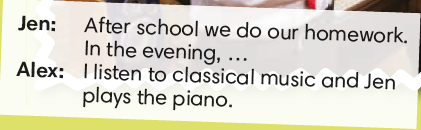 Jen: After school we do our homework.
In the evening, …
Alex: I listen to classical music and Jen
plays the piano.